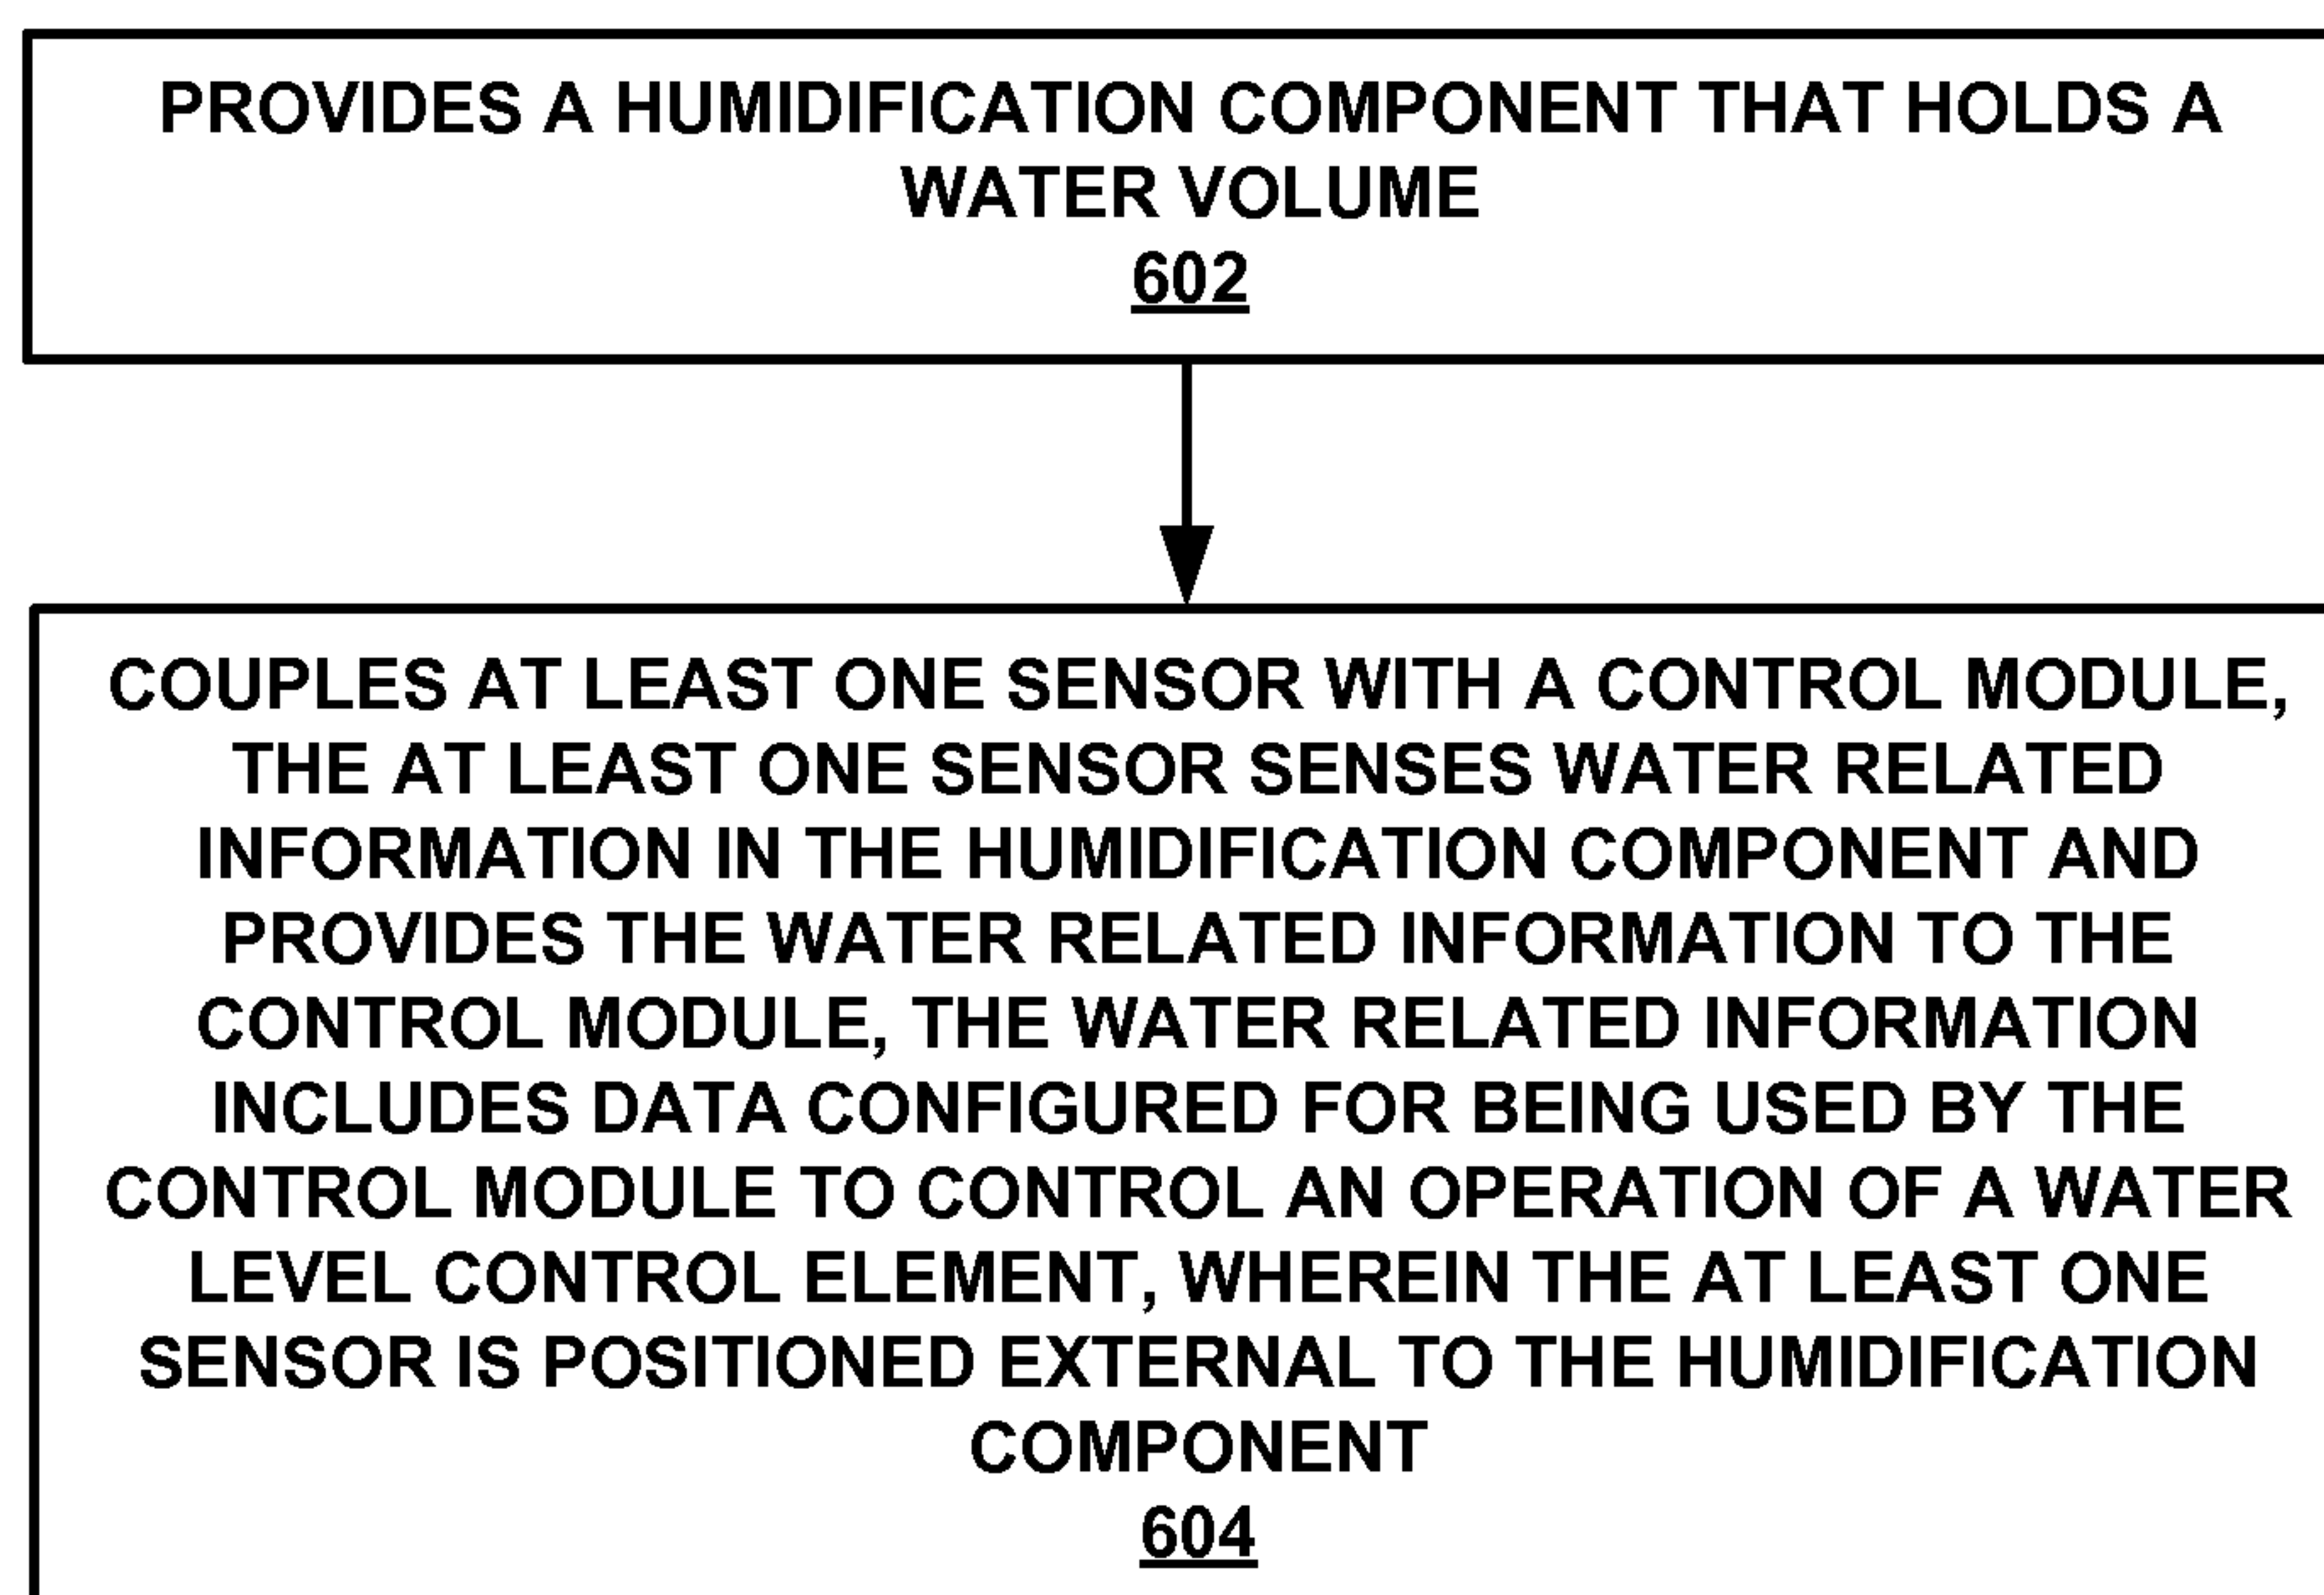 PROVIDES A HUMIDIFICATION COMPONENT THAT HOLDS A
WATER VOLUME
602
COUPLES AT LEAST ONE SENSOR WITH A CONTROL MODULE,
THE AT LEAST ONE SENSOR SENSES WATER RELATED
INFORMATION IN THE HUMIDIFICATION COMPONENT AND
PROVIDES THE WATER RELATED INFORMATION TO THE
CONTROL MODULE, THE WATER RELATED INFORMATION
INCLUDES DATA CONFIGURED FOR BEING USED BY THE
CONTROL MODULE TO CONTROL AN OPERATION OF A WATER
LEVEL CONTROL ELEMENT, WHEREIN THE AT LEAST ONE
SENSOR IS POSITIONED EXTERNAL TO THE HUMIDIFICATION
COMPONENT
604